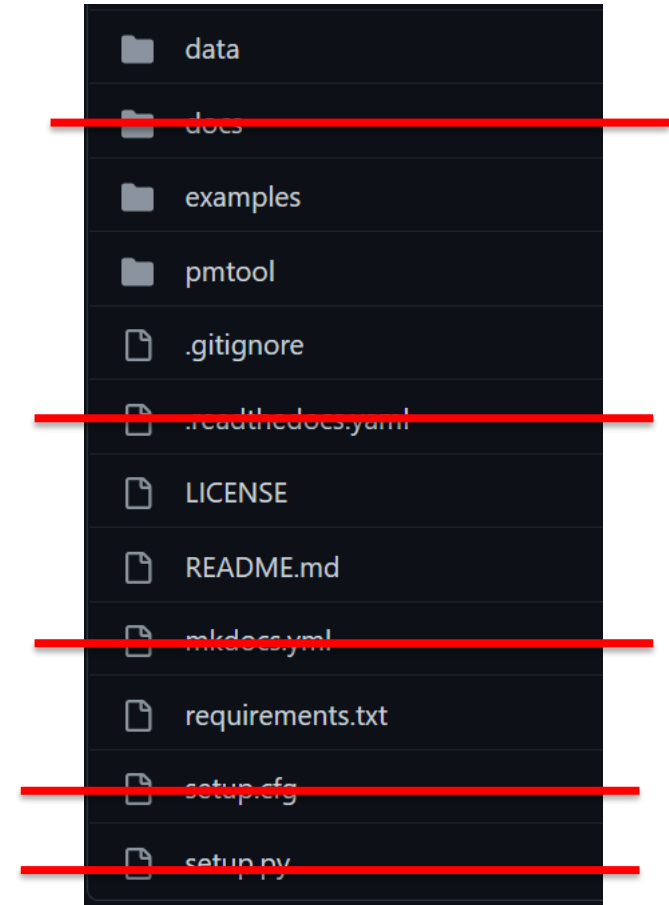 data
docs
examples
pmtool
.gitignore
.readthedocs.yaml
LICENSE
README.md
mkdocs.yml
requirements.txt
setup.cfg
setup.py